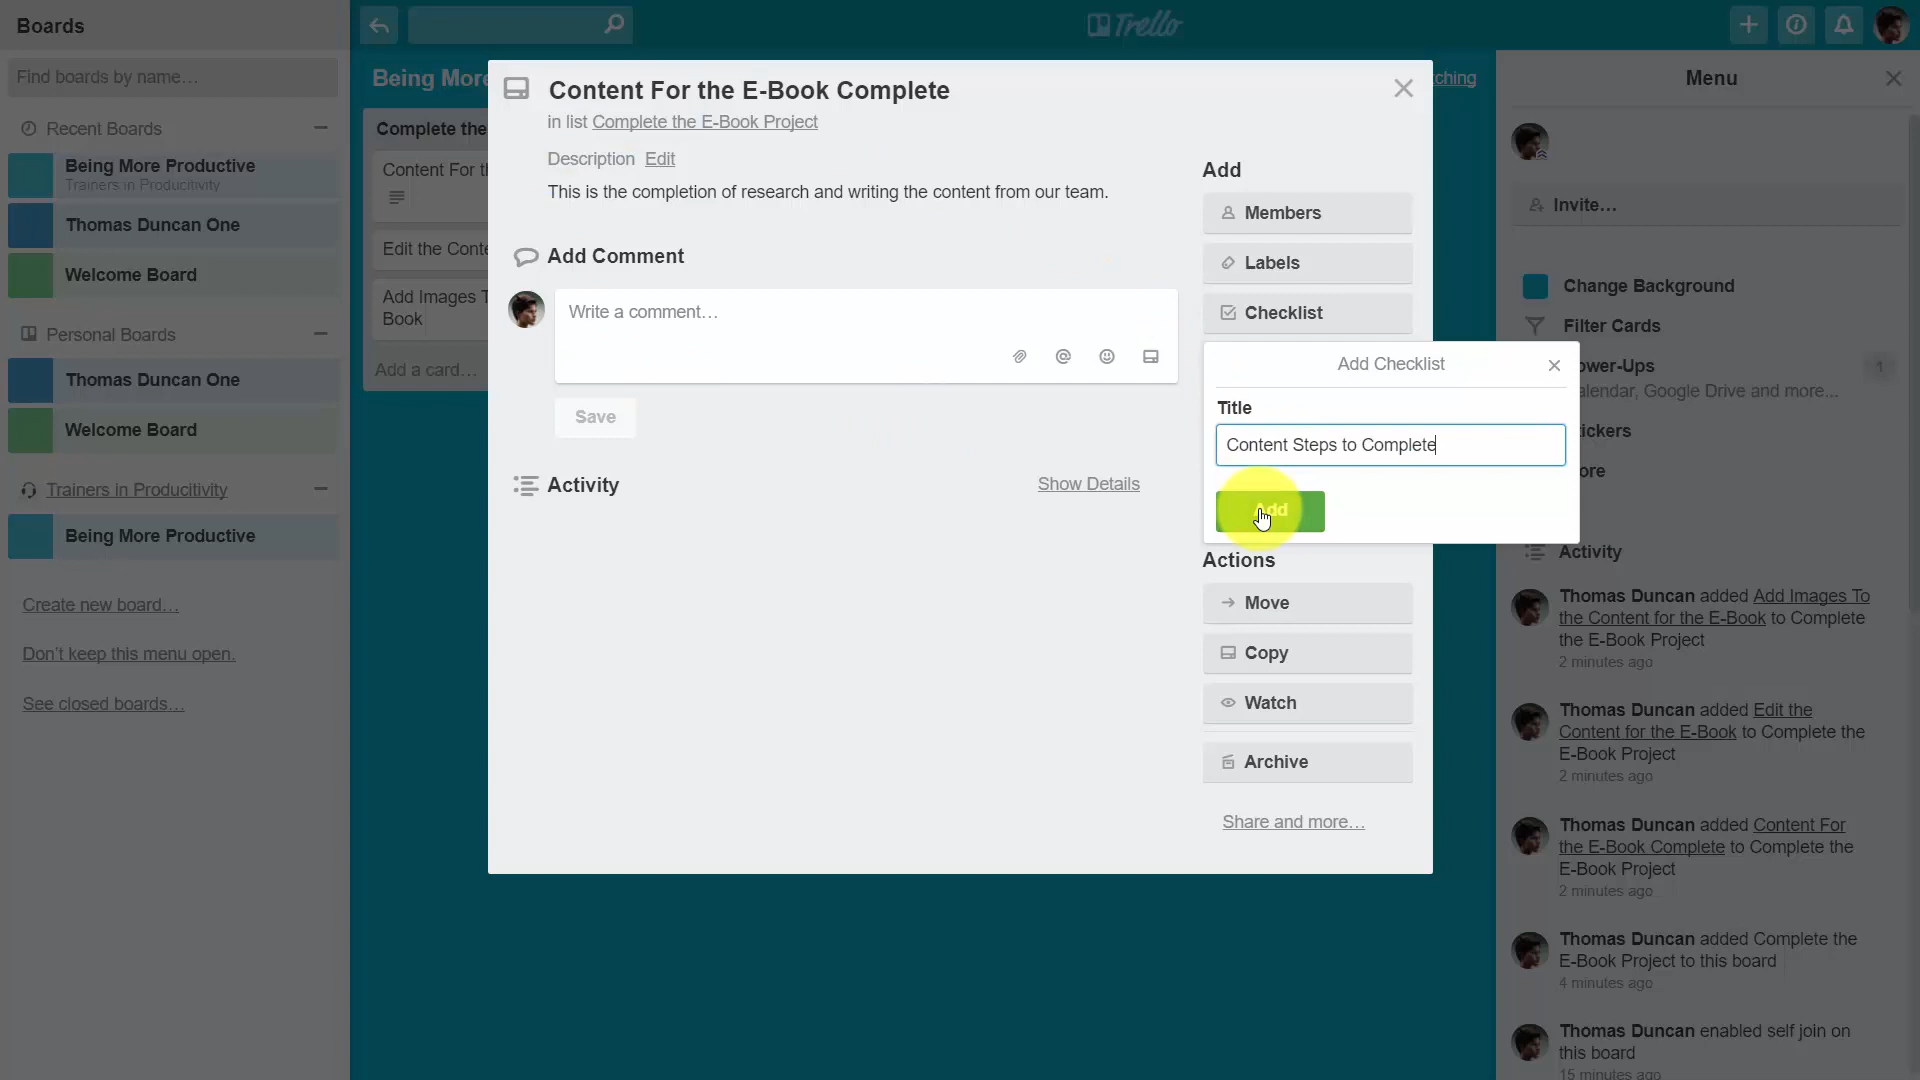 Boards
Find boards by name…
Recent Boards
Being More Productive
Trainers in Productivity
Thomas Duncan One
Welcome Board
Personal Boards
Thomas Duncan One
Welcome Board
Trainers in Producitivity
Being More Productive
Create new board…
Don't keep this menu open.
See closed boards…
Trello
Being More
Complete the
Content For t
Edit the Conte
Add Images T
Book
Add a card…
Content For the E-Book Complete
in list Complete the E-Book Project
Description Edit
This is the completion of research and writing the content from our team.
Add Comment
Write a comment…
Save
Activity
Show Details
Add
Members
Labels
Checklist
Add Checklist
Title
Content Steps to Complete
Add
Actions
Move
Copy
Watch
Archive
Share and more…
tching
Menu
Invite…
Change Background
Filter Cards
ower-Ups
1
alendar, Google Drive and more…
tickers
ore
Activity
Thomas Duncan added Add Images To
the Content for the E-Book to Complete
the E-Book Project
2 minutes ago
Thomas Duncan added Edit the
Content for the E-Book to Complete the
E-Book Project
2 minutes ago
Thomas Duncan added Content For
the E-Book Complete to Complete the
E-Book Project
2 minutes ago
Thomas Duncan added Complete the
E-Book Project to this board
4 minutes ago
Thomas Duncan enabled self join on
this board
15 minutes ago